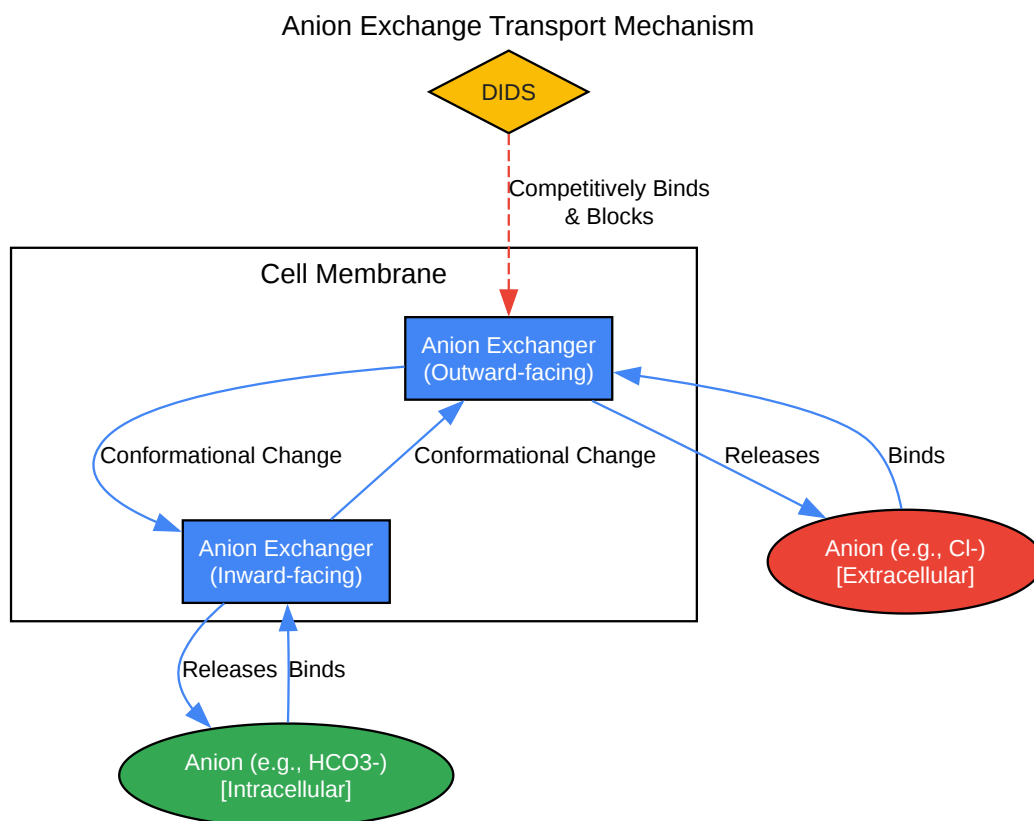 Anion Exchange Transport Mechanism
DIDS
Competitively Binds
& Blocks
Cell Membrane
Anion Exchanger
(Outward-facing)
Conformational Change
Conformational Change
Releases
Binds
Anion Exchanger
(Inward-facing)
Anion (e.g., Cl-)
[Extracellular]
Releases
Binds
Anion (e.g., HCO3-)
[Intracellular]